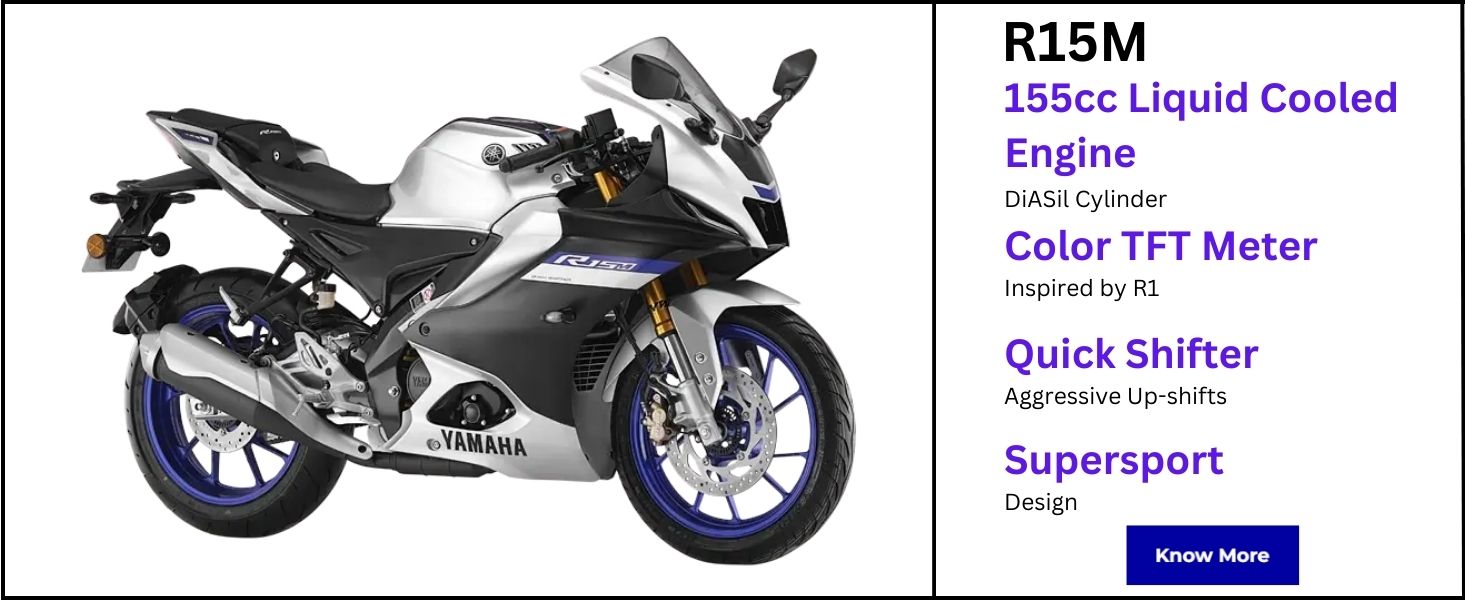 R15M
YAMAHA
R15M
155cc Liquid Cooled
Engine
DiASil Cylinder
Color TFT Meter
Inspired by R1
Quick Shifter
Aggressive Up-shifts
Supersport
Design
Know More